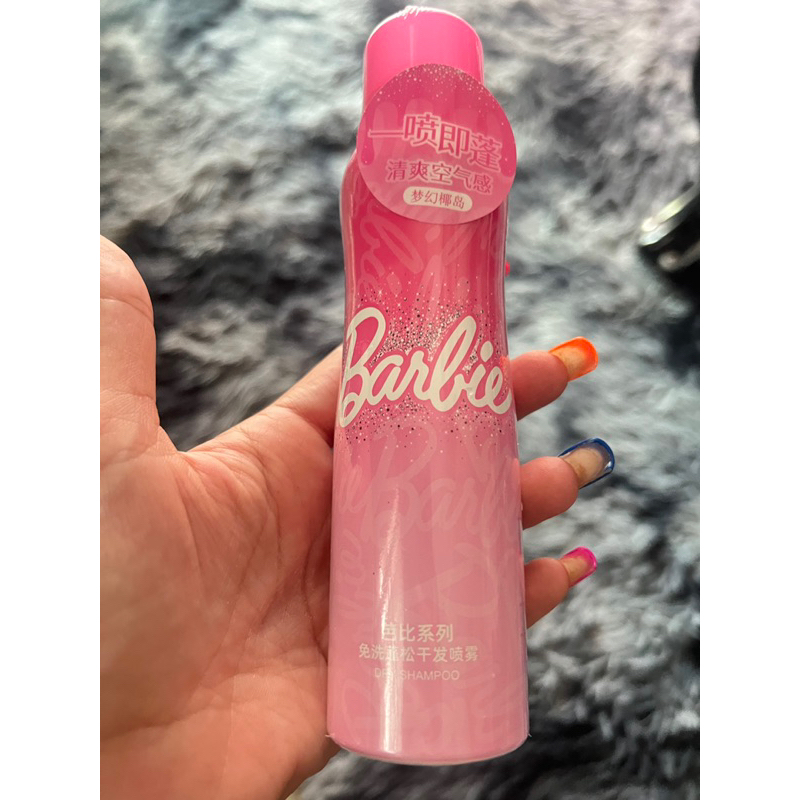 一喷即蓬
清爽空气感
梦幻椰岛
Barbie
Barbie
芭比系列
免洗蓬松干发喷雾
DRY SHAMPOO